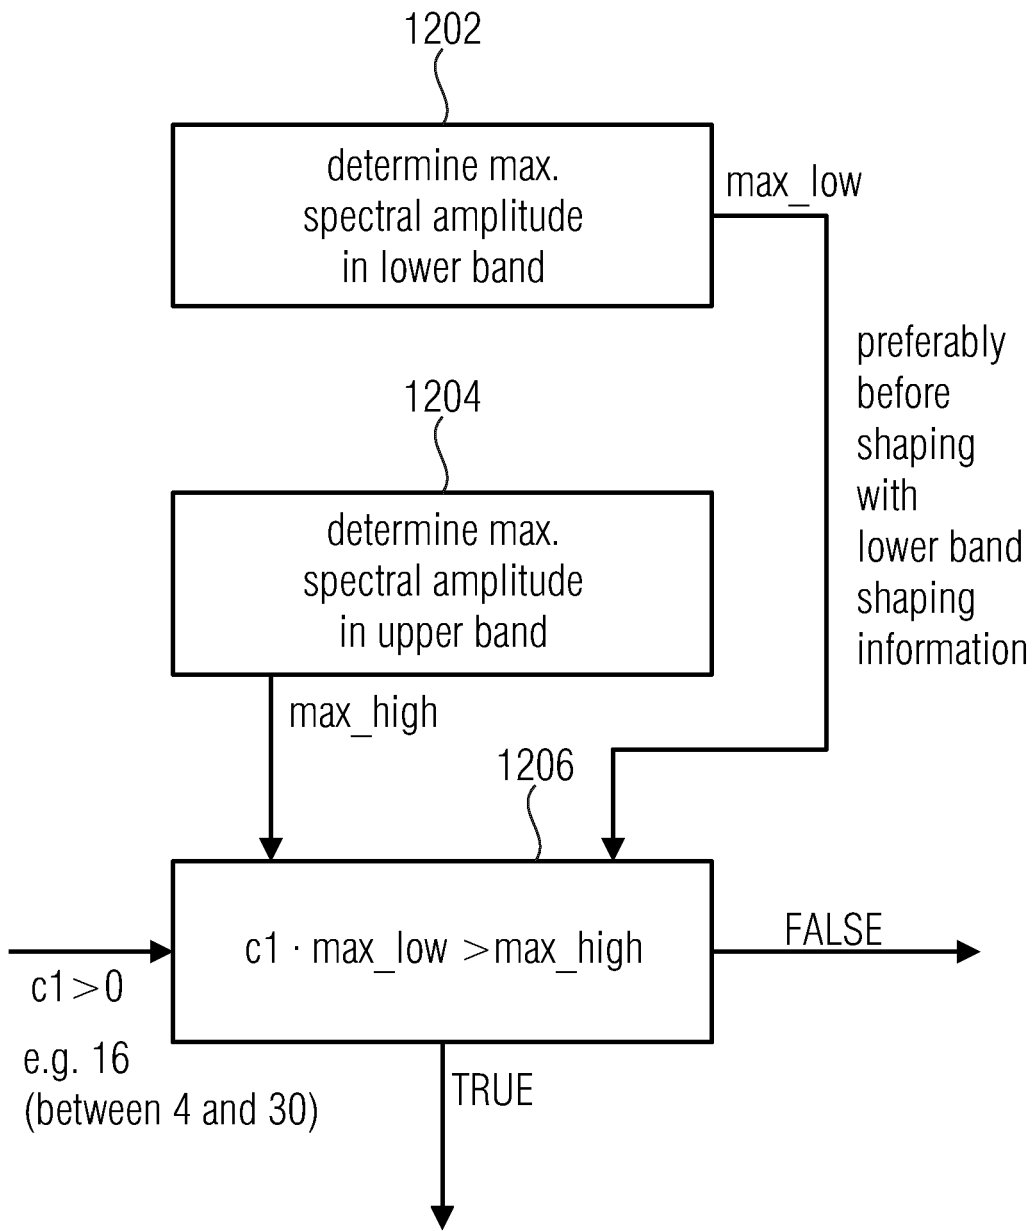 1202
determine max.
spectral amplitude
in lower band
max_low
preferably
before
shaping
with
lower band
shaping
information
1204
determine max.
spectral amplitude
in upper band
max_high
1206
c1 · max_low >max_high
FALSE
c1>0
e.g. 16
(between 4 and 30)
TRUE